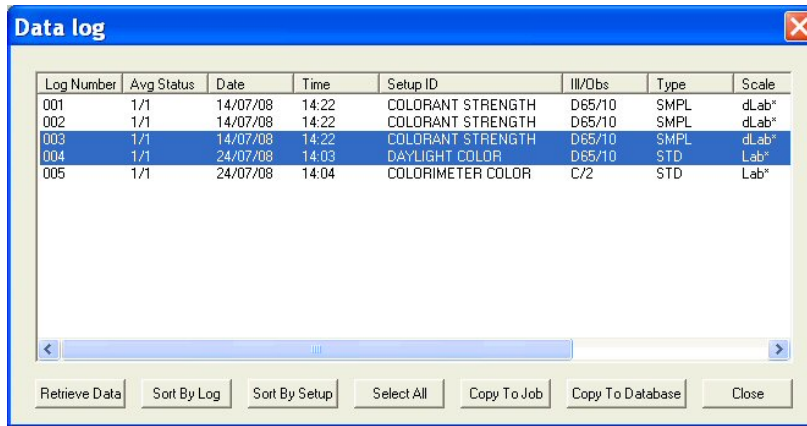 Data log
Log Number Avg Status Date Time Setup ID Ill/Obs Type Scale
001 1/1 14/07/08 14:22 COLORANT STRENGTH D65/10 SMPL dLab*
002 1/1 14/07/08 14:22 COLORANT STRENGTH D65/10 SMPL dLab*
003 1/1 14/07/08 14:22 COLORANT STRENGTH D65/10 SMPL dLab*
004 1/1 24/07/08 14:03 DAYLIGHT COLOR D65/10 STD Lab*
005 1/1 24/07/08 14:04 COLORIMETER COLOR C/2 STD Lab*
Retrieve Data Sort By Log Sort By Setup Select All Copy To Job Copy To Database Close